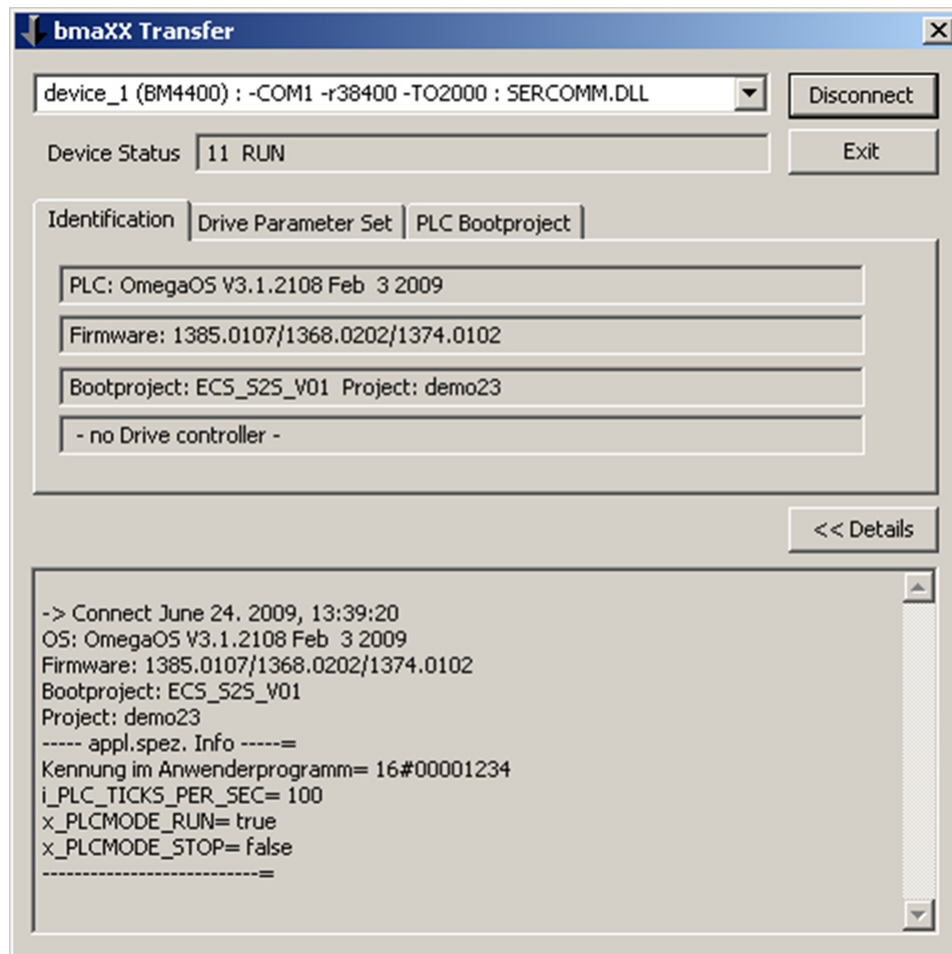 bmaXX Transfer
device_1 (BM4400) : -COM1 -r38400 -TO2000 : SERCOMM.DLL
Disconnect
Device Status 11 RUN
Exit
Identification
Drive Parameter Set
PLC Bootproject
PLC: OmegaOS V3.1.2108 Feb  3 2009
Firmware: 1385.0107/1368.0202/1374.0102
Bootproject: ECS_S2S_V01  Project: demo23
- no Drive controller -
<< Details
-> Connect June 24. 2009, 13:39:20
OS: OmegaOS V3.1.2108 Feb  3 2009
Firmware: 1385.0107/1368.0202/1374.0102
Bootproject: ECS_S2S_V01
Project: demo23
----- appl.spez. Info -----=
Kennung im Anwenderprogramm= 16#00001234
i_PLC_TICKS_PER_SEC= 100
x_PLCMODE_RUN= true
x_PLCMODE_STOP= false
---------------------------=